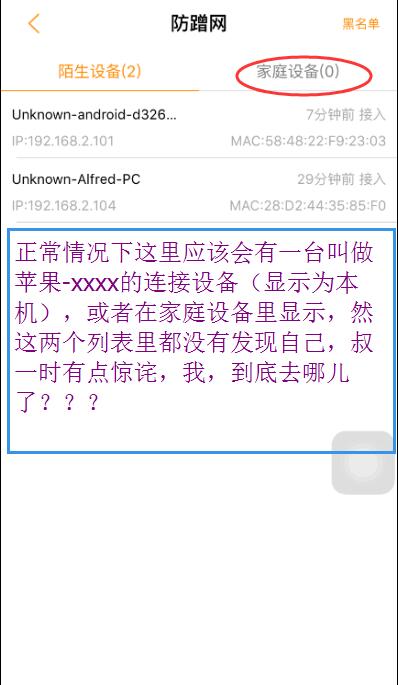 防蹭网
黑名单
陌生设备(2)
家庭设备(0)
Unknown-android-d326...
7分钟前 接入
IP:192.168.2.101
MAC:58:48:22:F9:23:03
Unknown-Alfred-PC
29分钟前 接入
IP:192.168.2.104
MAC:28:D2:44:35:85:F0
正常情况下这里应该会有一台叫做
苹果-xxxx的连接设备（显示为本
机），或者在家庭设备里显示，然
这两个列表里都没有发现自己，叔
一时有点惊诧，我，到底去哪儿
了？？？